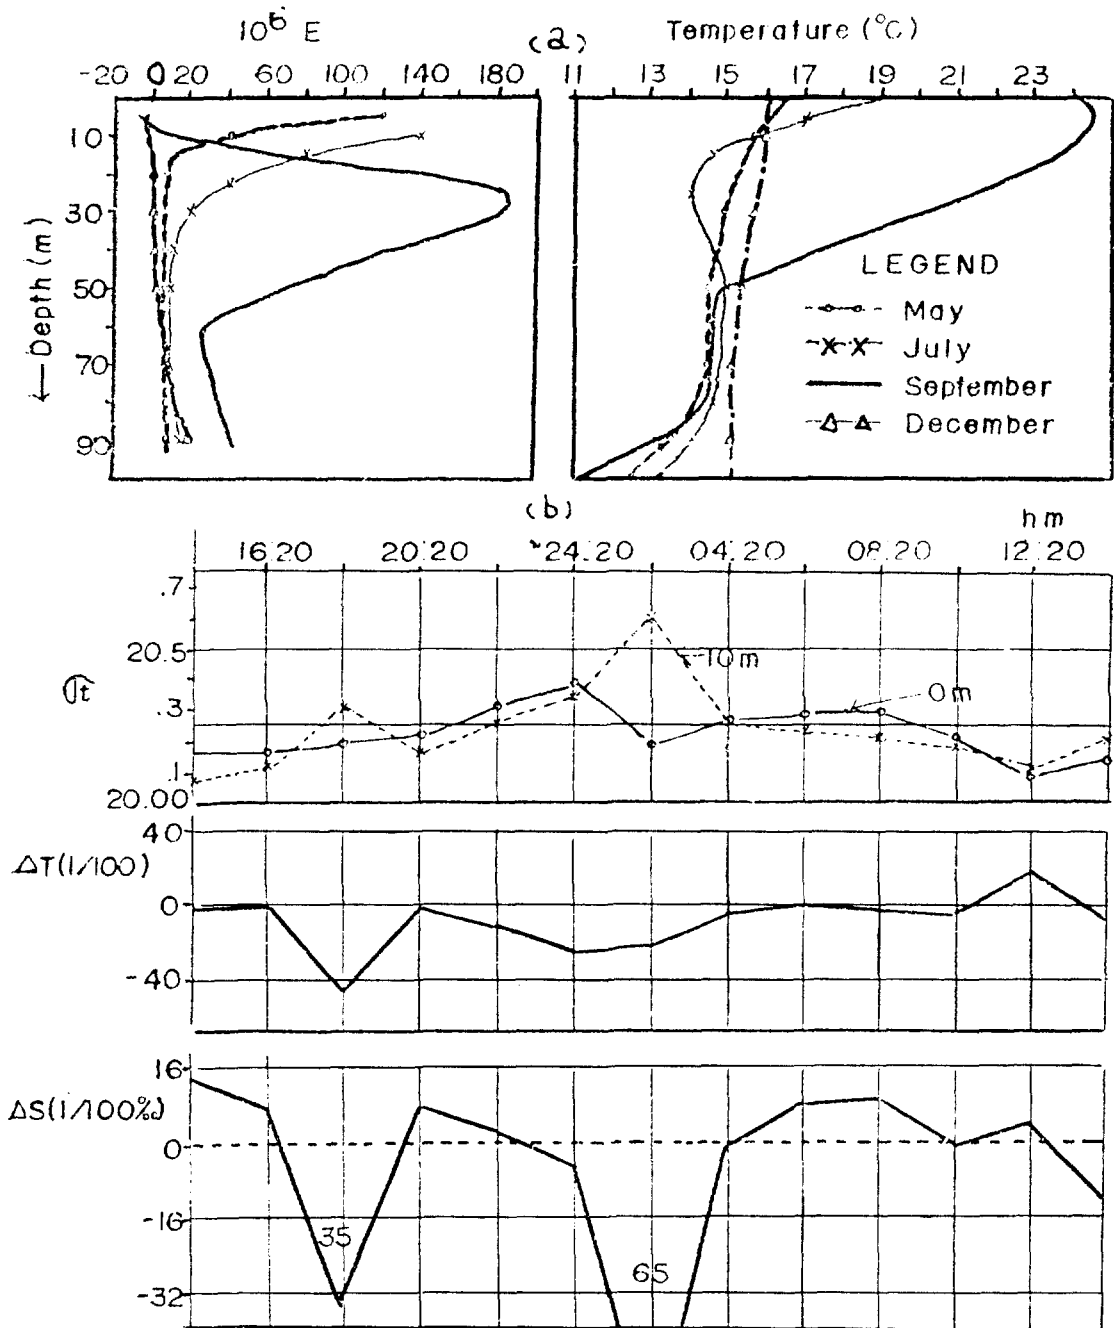 10⁶ E
(a)
Temperature (°C)
-20 0 20 60 100 140 180 11 13 15 17 19 21 23
10
30
50
70
90
←Depth (m)
LEGEND
May
July
September
December
(b)
h m
16.20 20.20 24.20 04.20 08.20 12.20
.7
20.5
.3
.1
20.00
σt
10m
0m
40
ΔT(1/100)
0
-40
16
ΔS(1/100‰)
0
-16
-32
35
65